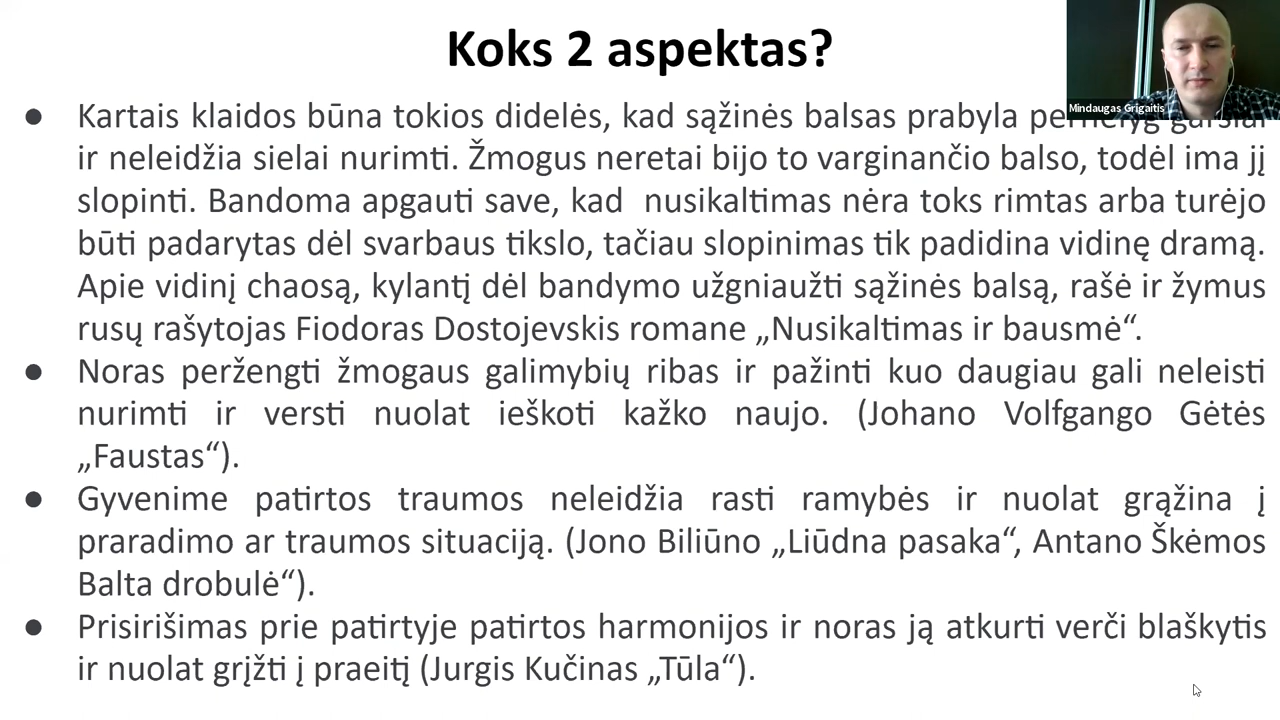 Koks 2 aspektas?
Mindaugas Grigaitis
● Kartais klaidos būna tokios didelės, kad sąžinės balsas prabyla
ir neleidžia sielai nurimti. Žmogus neretai bijo to varginančio balso, todėl ima jį
slopinti. Bandoma apgauti save, kad  nusikaltimas nėra toks rimtas arba turėjo
būti padarytas dėl svarbaus tikslo, tačiau slopinimas tik padidina vidinę dramą.
Apie vidinį chaosą, kylantį dėl bandymo užgniaužti sąžinės balsą, rašė ir žymus
rusų rašytojas Fiodoras Dostojevskis romane „Nusikaltimas ir bausmė“.
● Noras peržengti žmogaus galimybių ribas ir pažinti kuo daugiau gali neleisti
nurimti ir versti nuolat ieškoti kažko naujo. (Johano Volfgango Gėtės
„Faustas“).
● Gyvenime patirtos traumos neleidžia rasti ramybės ir nuolat grąžina į
praradimo ar traumos situaciją. (Jono Biliūno „Liūdna pasaka“, Antano Škėmos
Balta drobulė“).
● Prisirišimas prie patirtyje patirtos harmonijos ir noras ją atkurti verči blaškytis
ir nuolat grįžti į praeitį (Jurgis Kučinas „Tūla“).